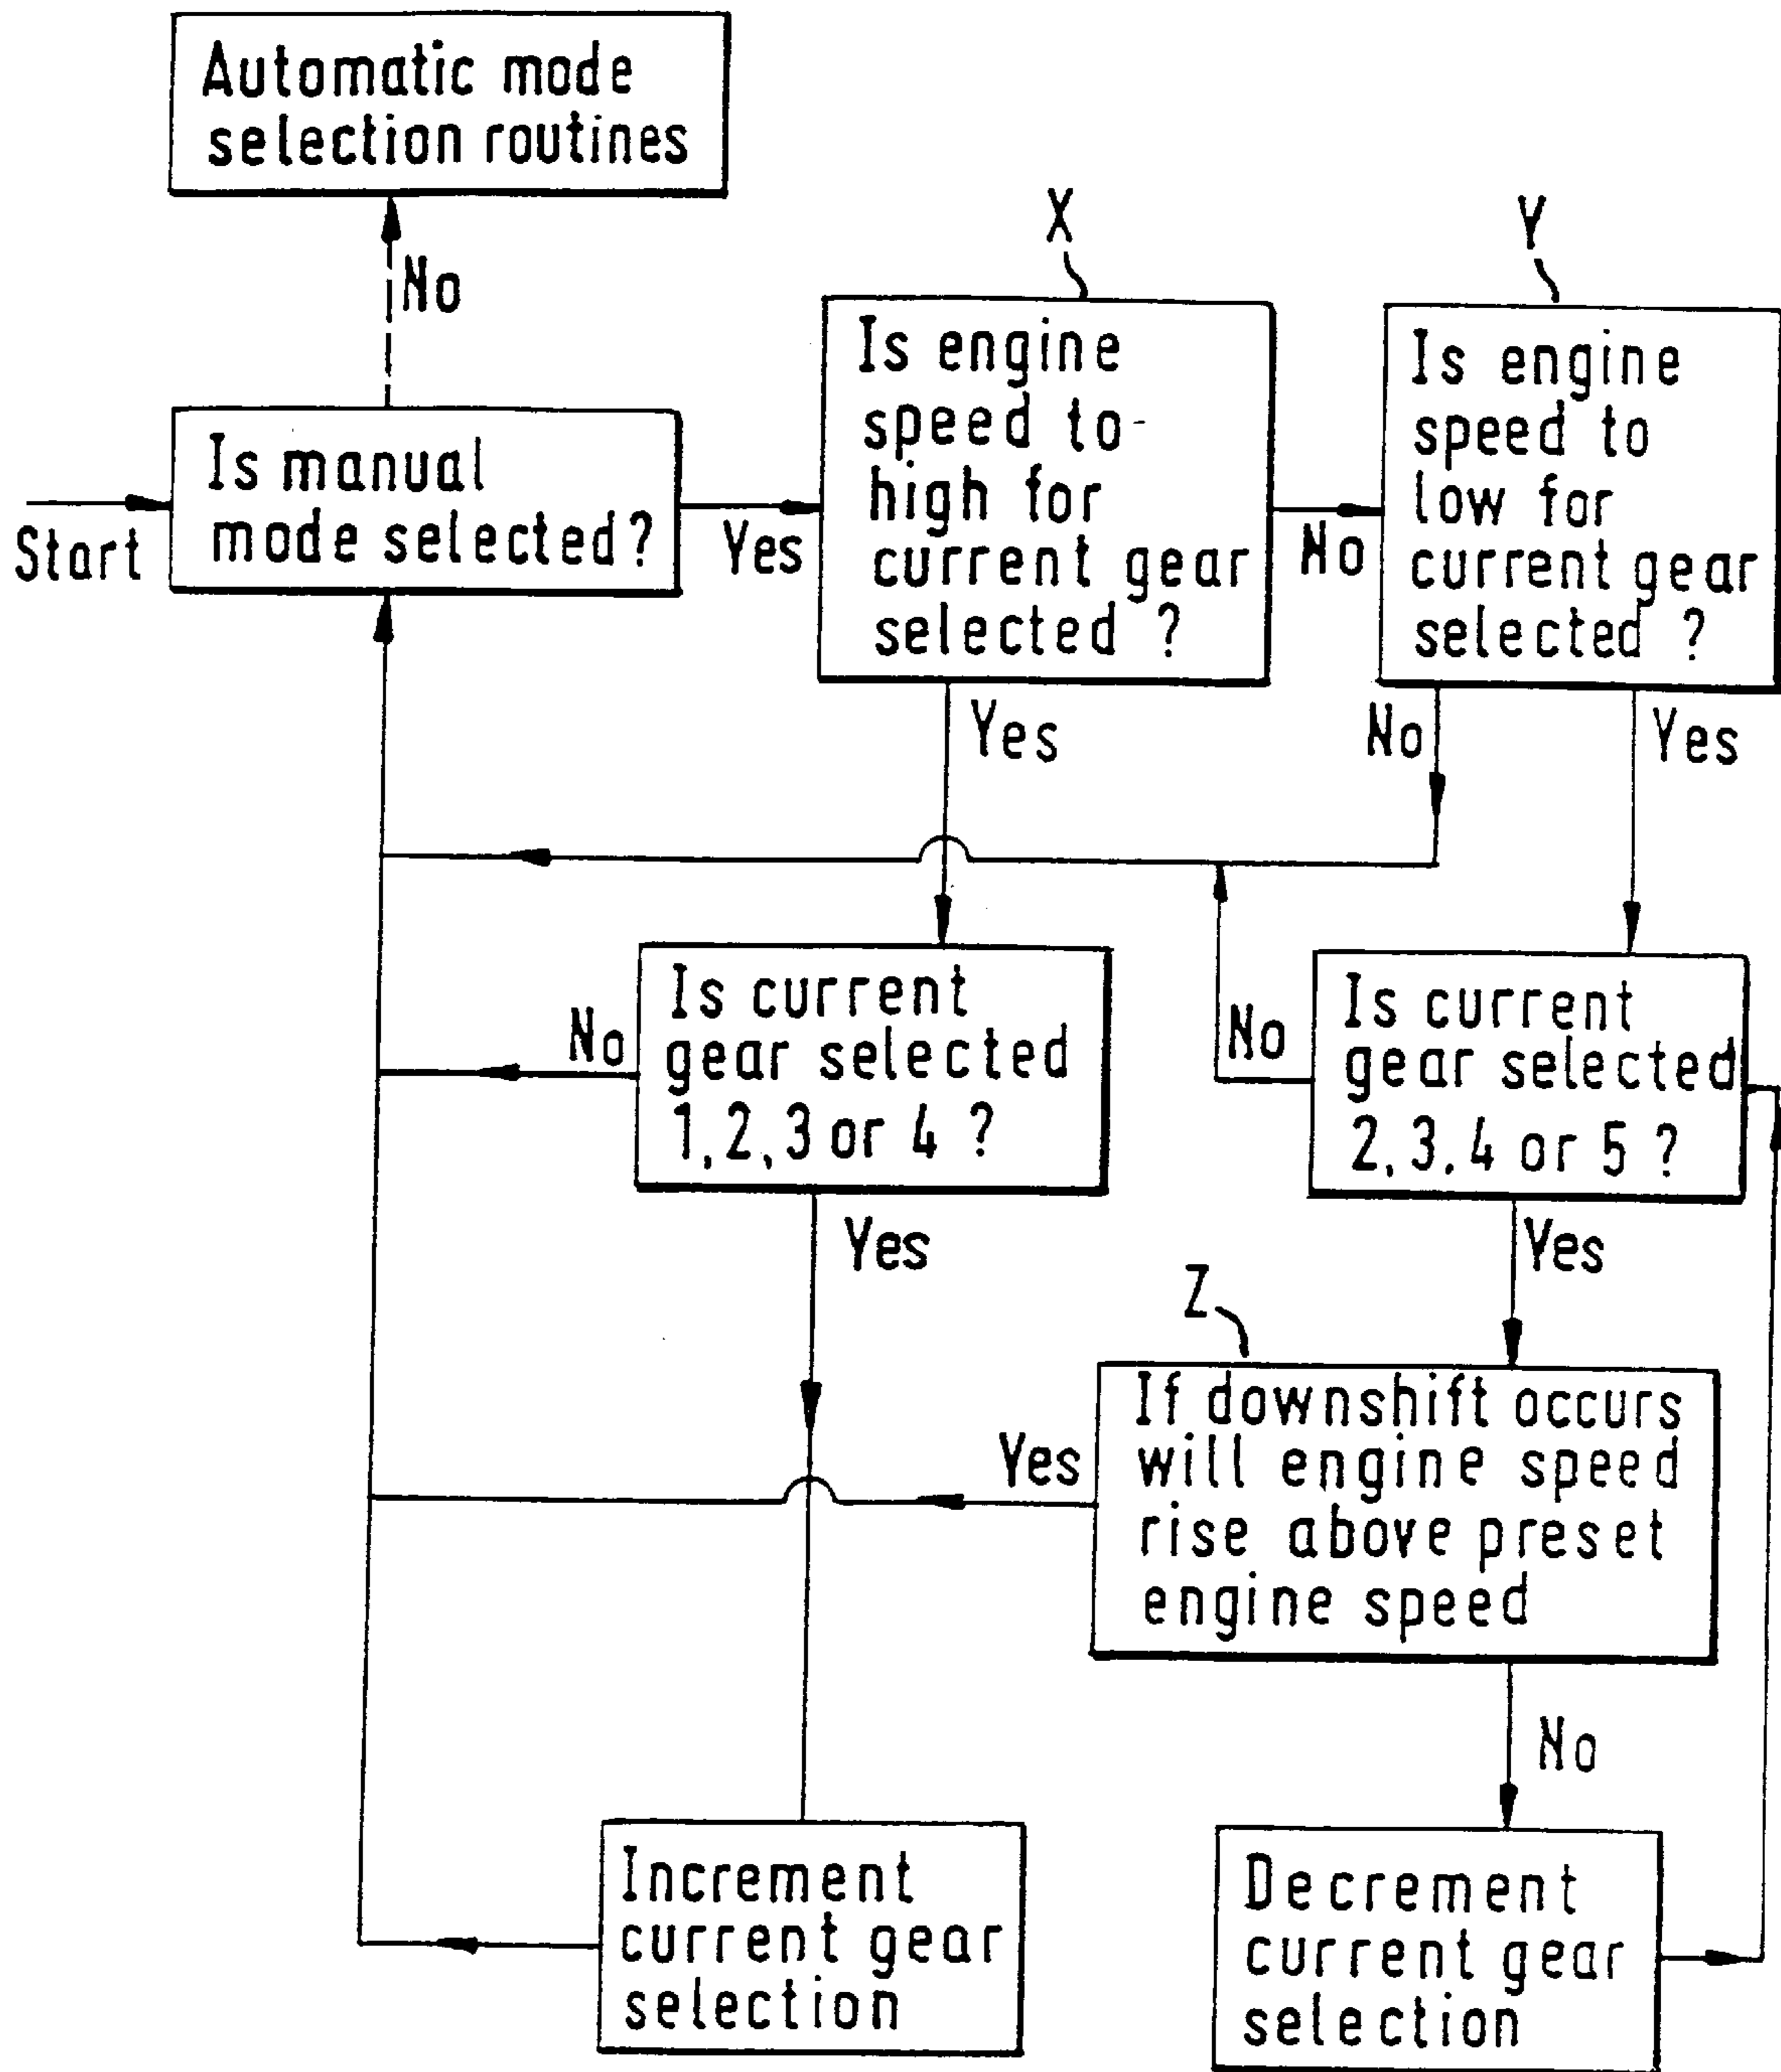 Automatic mode
selection routines
No
X
Y
Start
Is manual
mode selected?
Yes
Is engine
speed to
high for
current gear
selected ?
No
Is engine
speed to
low for
current gear
selected ?
Yes
No
Yes
No
Is current
gear selected
1,2,3 or 4 ?
No
Is current
gear selected
2,3,4 or 5 ?
Yes
Yes
Z
Yes
If downshift occurs
will engine speed
rise above preset
engine speed
No
Increment
current gear
selection
Decrement
current gear
selection